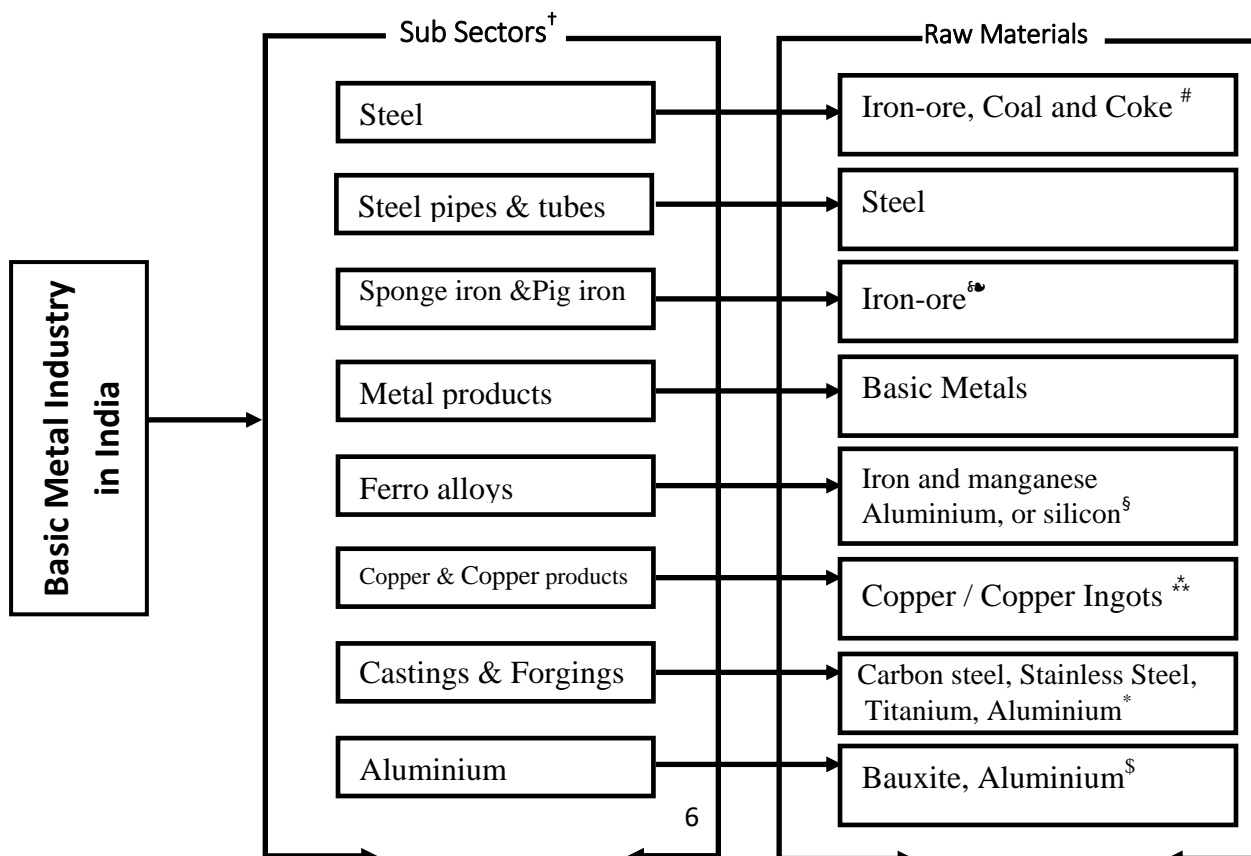 Sub Sectors†
Raw Materials
Basic Metal Industry
in India
Steel
Iron-ore, Coal and Coke #
Steel pipes & tubes
Steel
Sponge iron &Pig iron
Iron-ore❧
Metal products
Basic Metals
Ferro alloys
Iron and manganese
Aluminium, or silicon§
Copper & Copper products
Copper / Copper Ingots ⁂
Castings & Forgings
Carbon steel, Stainless Steel,
Titanium, Aluminium*
Aluminium
Bauxite, Aluminium$
6